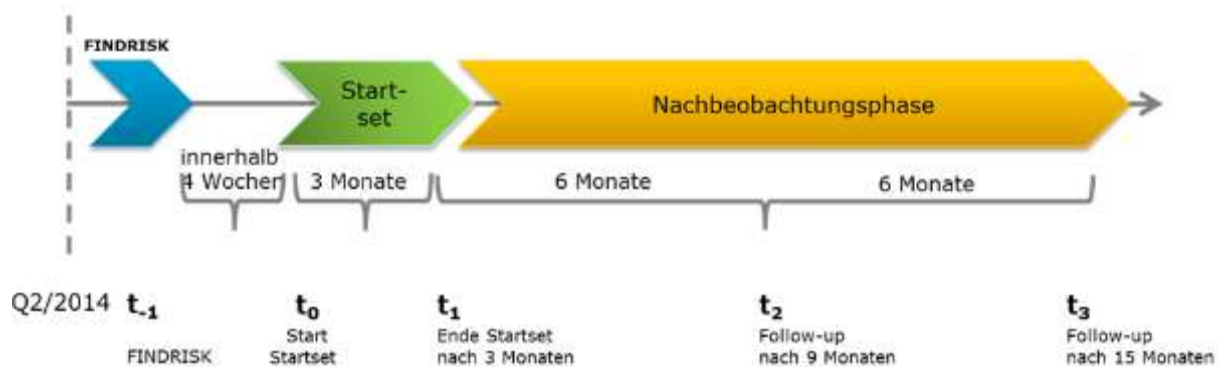 FINDRISK
Start-
set
Nachbeobachtungsphase
innerhalb
4 Wochen
3 Monate
6 Monate
6 Monate
Q2/2014
t-1
t0
t1
t2
t3
FINDRISK
Start
Startset
Ende Startset
nach 3 Monaten
Follow-up
nach 9 Monaten
Follow-up
nach 15 Monaten